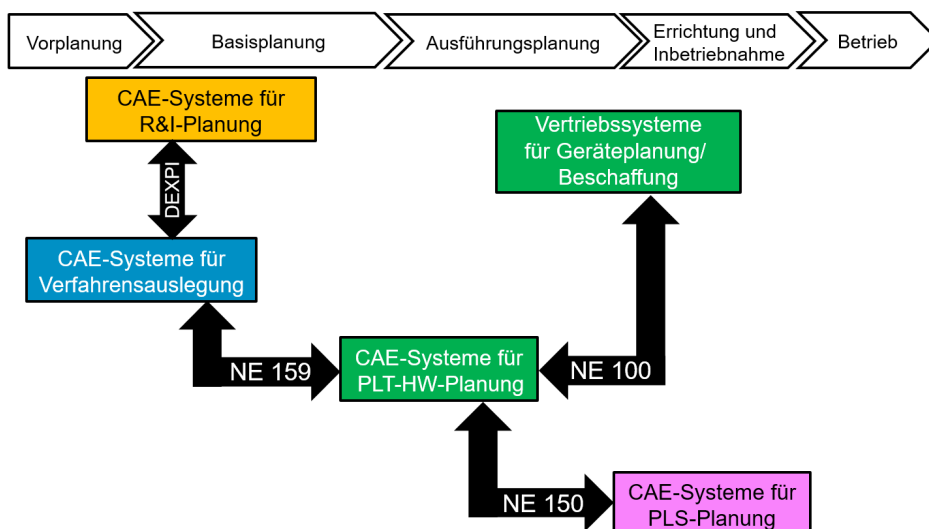 Vorplanung
Basisplanung
Ausführungsplanung
Errichtung und
Inbetriebnahme
Betrieb
CAE-Systeme für
R&I-Planung
Vertriebssysteme
für Geräteplanung/
Beschaffung
DEXPI
CAE-Systeme für
Verfahrensauslegung
NE 159
CAE-Systeme für
PLT-HW-Planung
NE 100
NE 150
CAE-Systeme für
PLS-Planung